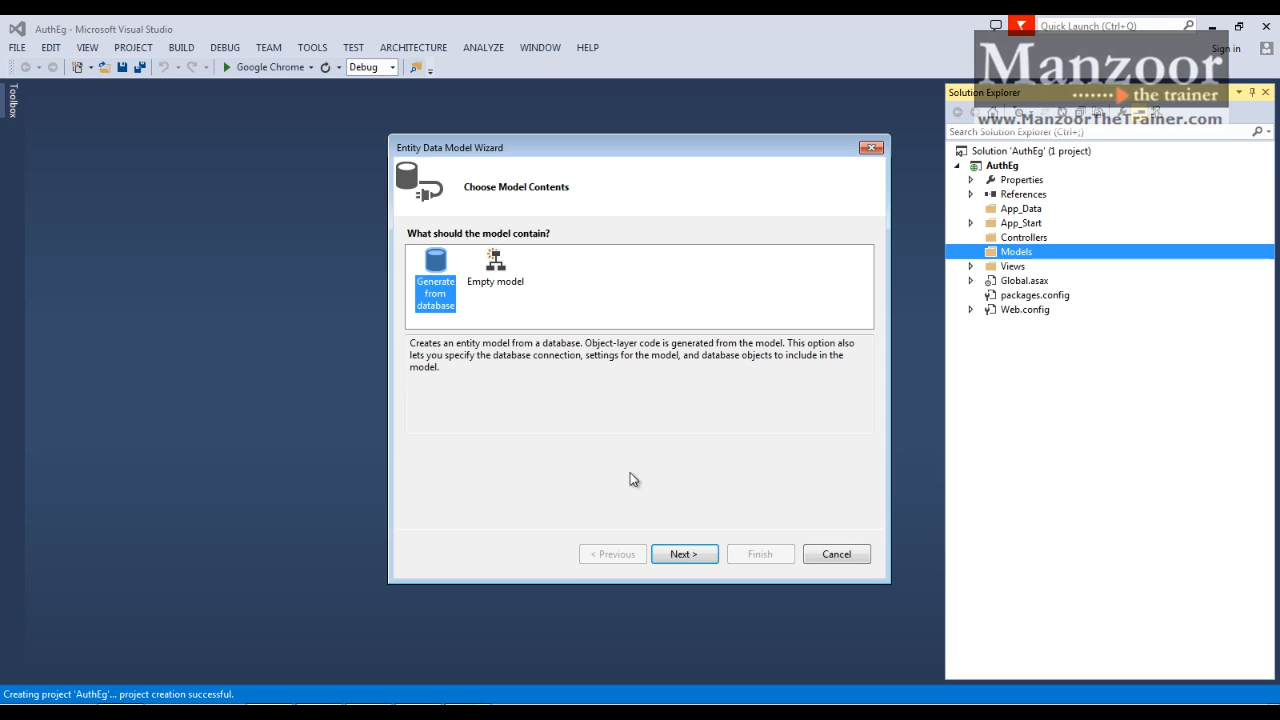 AuthEg - Microsoft Visual Studio
Quick Launch (Ctrl+Q)
FILE EDIT VIEW PROJECT BUILD DEBUG TEAM TOOLS TEST ARCHITECTURE ANALYZE WINDOW HELP
Sign in
Google Chrome Debug
Manzoor
the trainer
www.ManzoorTheTrainer.com
Toolbox
Solution Explorer
Search Solution Explorer (Ctrl+;)
Solution 'AuthEg' (1 project)
AuthEg
Properties
References
App_Data
App_Start
Controllers
Models
Views
Global.asax
packages.config
Web.config
Entity Data Model Wizard
Choose Model Contents
What should the model contain?
Generate
from
database
Empty model
Creates an entity model from a database. Object-layer code is generated from the model. This option also
lets you specify the database connection, settings for the model, and database objects to include in the
model.
< Previous Next > Finish Cancel
Creating project 'AuthEg'... project creation successful.